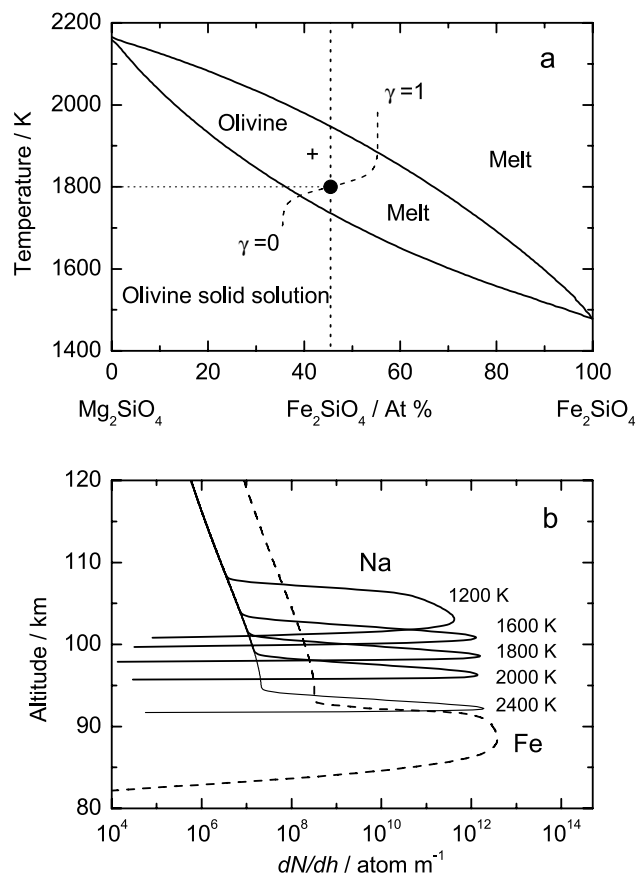 a
2200
2000
1800
1600
1400
Temperature / K
γ=1
Olivine
Melt
+
Melt
γ=0
Olivine solid solution
0 20 40 60 80 100
Mg2SiO4 Fe2SiO4 / At % Fe2SiO4
b
120
110
100
90
80
Altitude / km
Na
1200 K
1600 K
1800 K
2000 K
2400 K
Fe
10^4 10^6 10^8 10^10 10^12 10^14
dN/dh / atom m^-1